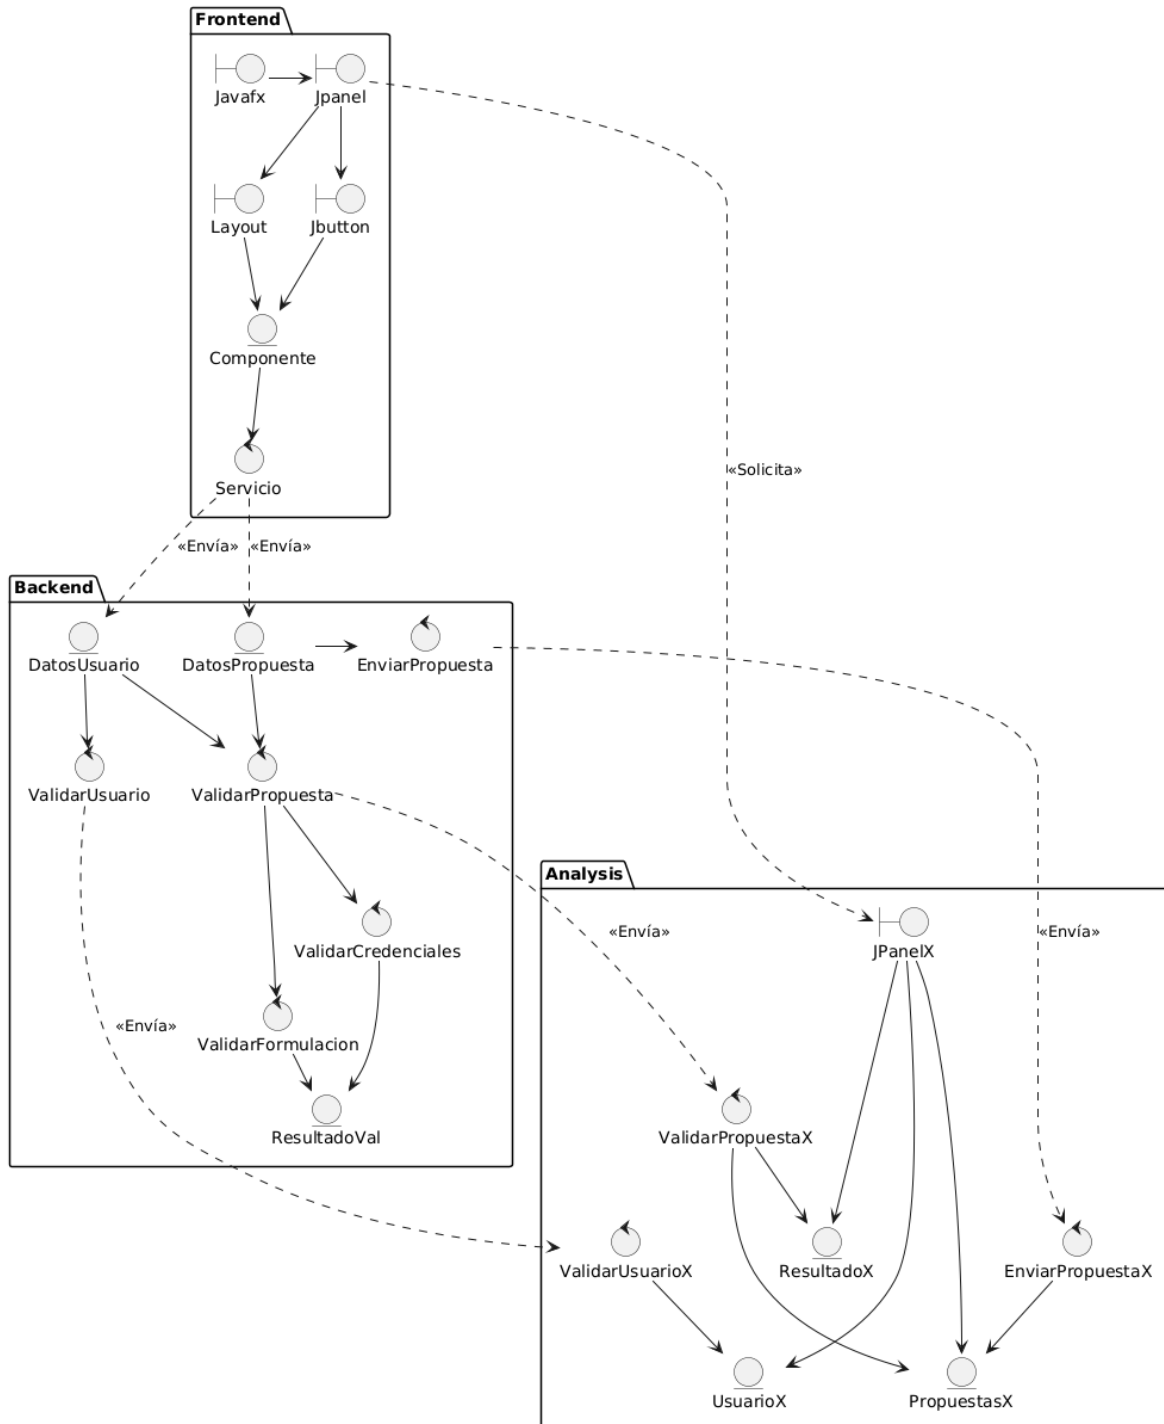 Frontend
Javafx
Jpanel
Layout
Jbutton
Componente
«Solicita»
Servicio
«Envía»
«Envía»
Backend
DatosUsuario
DatosPropuesta
EnviarPropuesta
ValidarUsuario
ValidarPropuesta
Analysis
«Envía»
«Envía»
ValidarCredenciales
JPanelX
«Envía»
ValidarFormulacion
ResultadoVal
ValidarPropuestaX
ValidarUsuarioX
ResultadoX
EnviarPropuestaX
UsuarioX
PropuestasX